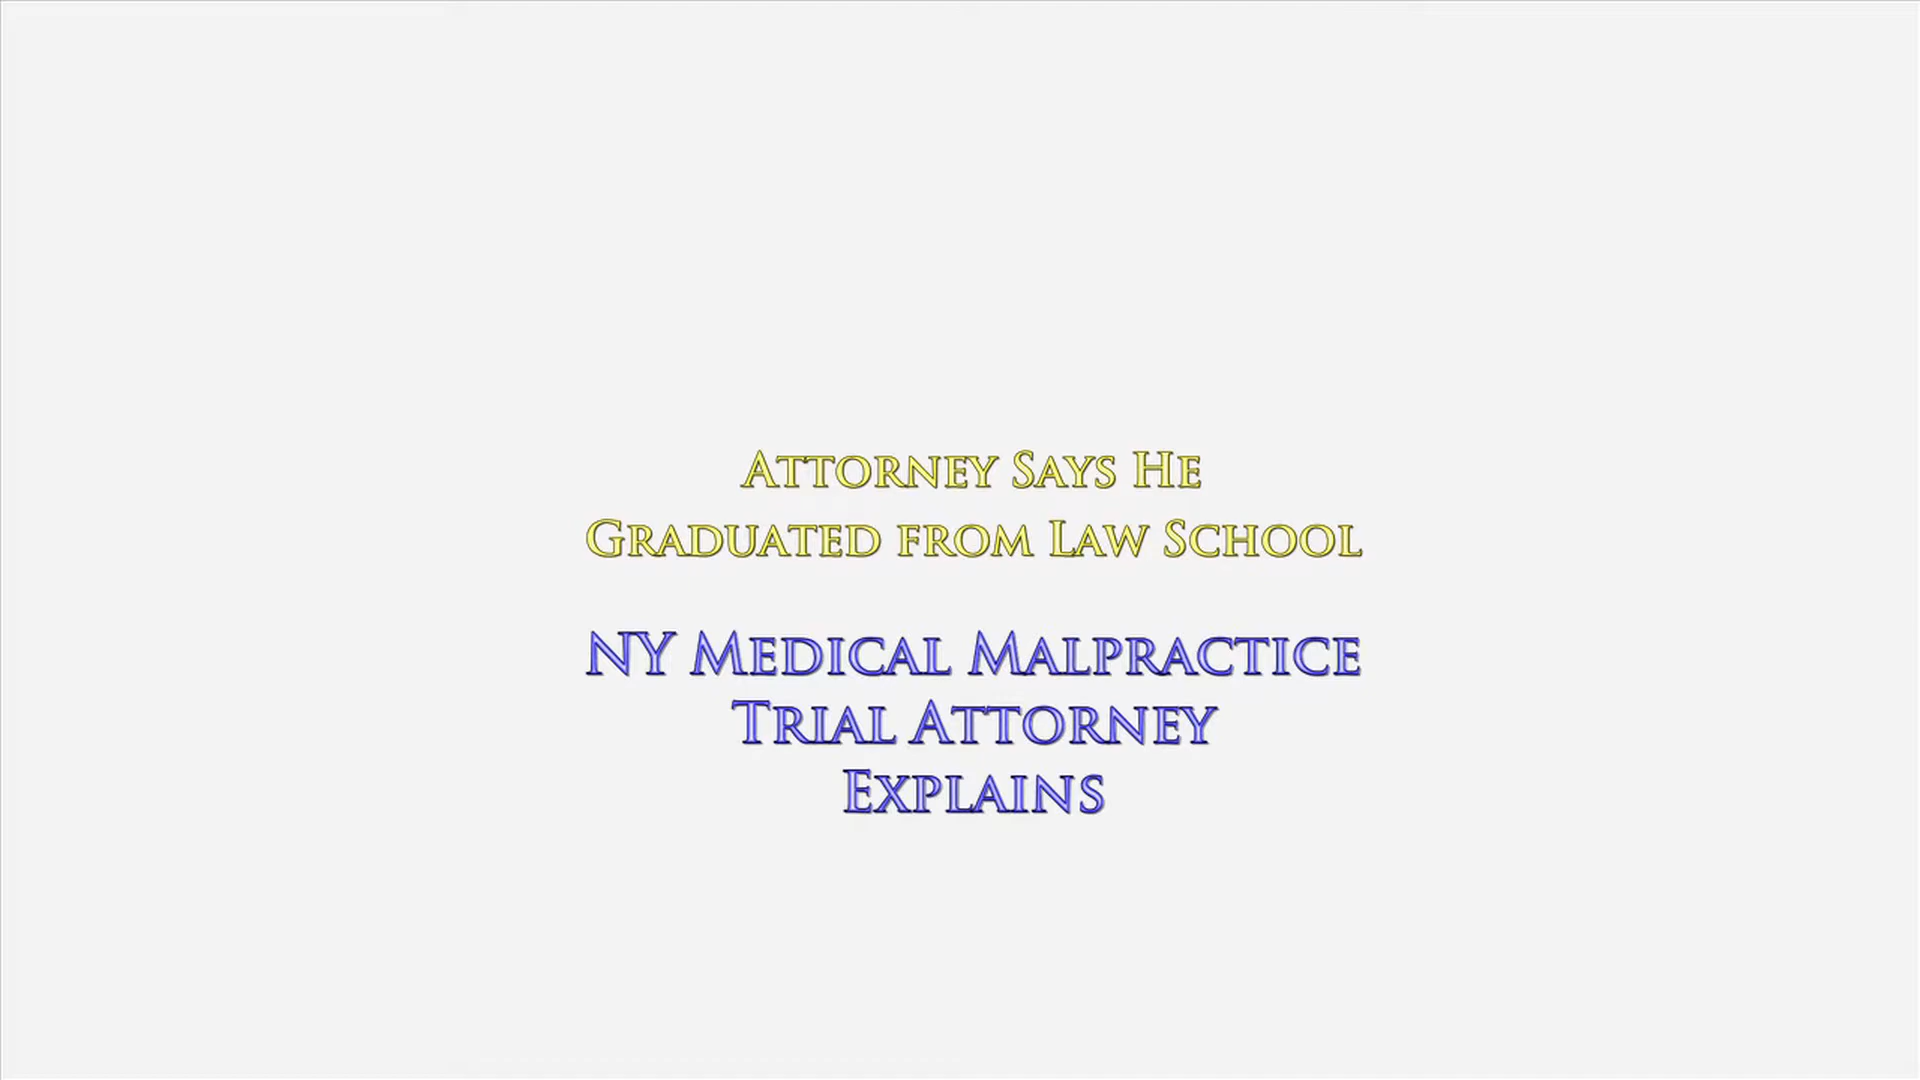 Attorney Says He
Graduated from Law School
NY Medical Malpractice
Trial Attorney
Explains